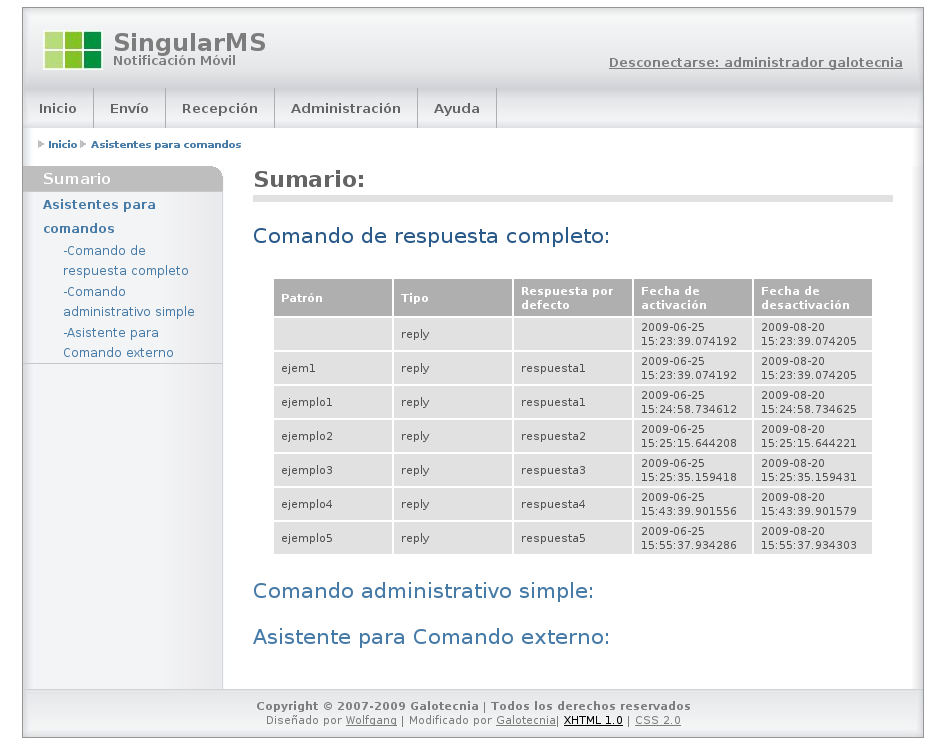 SingularMS
Notificación Móvil
Desconectarse: administrador galotecnia
Inicio Envío Recepción Administración Ayuda
Inicio Asistentes para comandos
Sumario
Asistentes para
comandos
-Comando de
respuesta completo
-Comando
administrativo simple
-Asistente para
Comando externo
Sumario:
Comando de respuesta completo:
Patrón Tipo Respuesta por defecto Fecha de activación Fecha de desactivación
reply 2009-06-25 15:23:39.074192 2009-08-20 15:23:39.074205
ejem1 reply respuesta1 2009-06-25 15:23:39.074192 2009-08-20 15:23:39.074205
ejemplo1 reply respuesta1 2009-06-25 15:24:58.734612 2009-08-20 15:24:58.734625
ejemplo2 reply respuesta2 2009-06-25 15:25:15.644208 2009-08-20 15:25:15.644221
ejemplo3 reply respuesta3 2009-06-25 15:25:35.159418 2009-08-20 15:25:35.159431
ejemplo4 reply respuesta4 2009-06-25 15:43:39.901556 2009-08-20 15:43:39.901579
ejemplo5 reply respuesta5 2009-06-25 15:55:37.934286 2009-08-20 15:55:37.934303
Comando administrativo simple:
Asistente para Comando externo:
Copyright © 2007-2009 Galotecnia | Todos los derechos reservados
Diseñado por Wolfgang | Modificado por Galotecnia| XHTML 1.0 | CSS 2.0